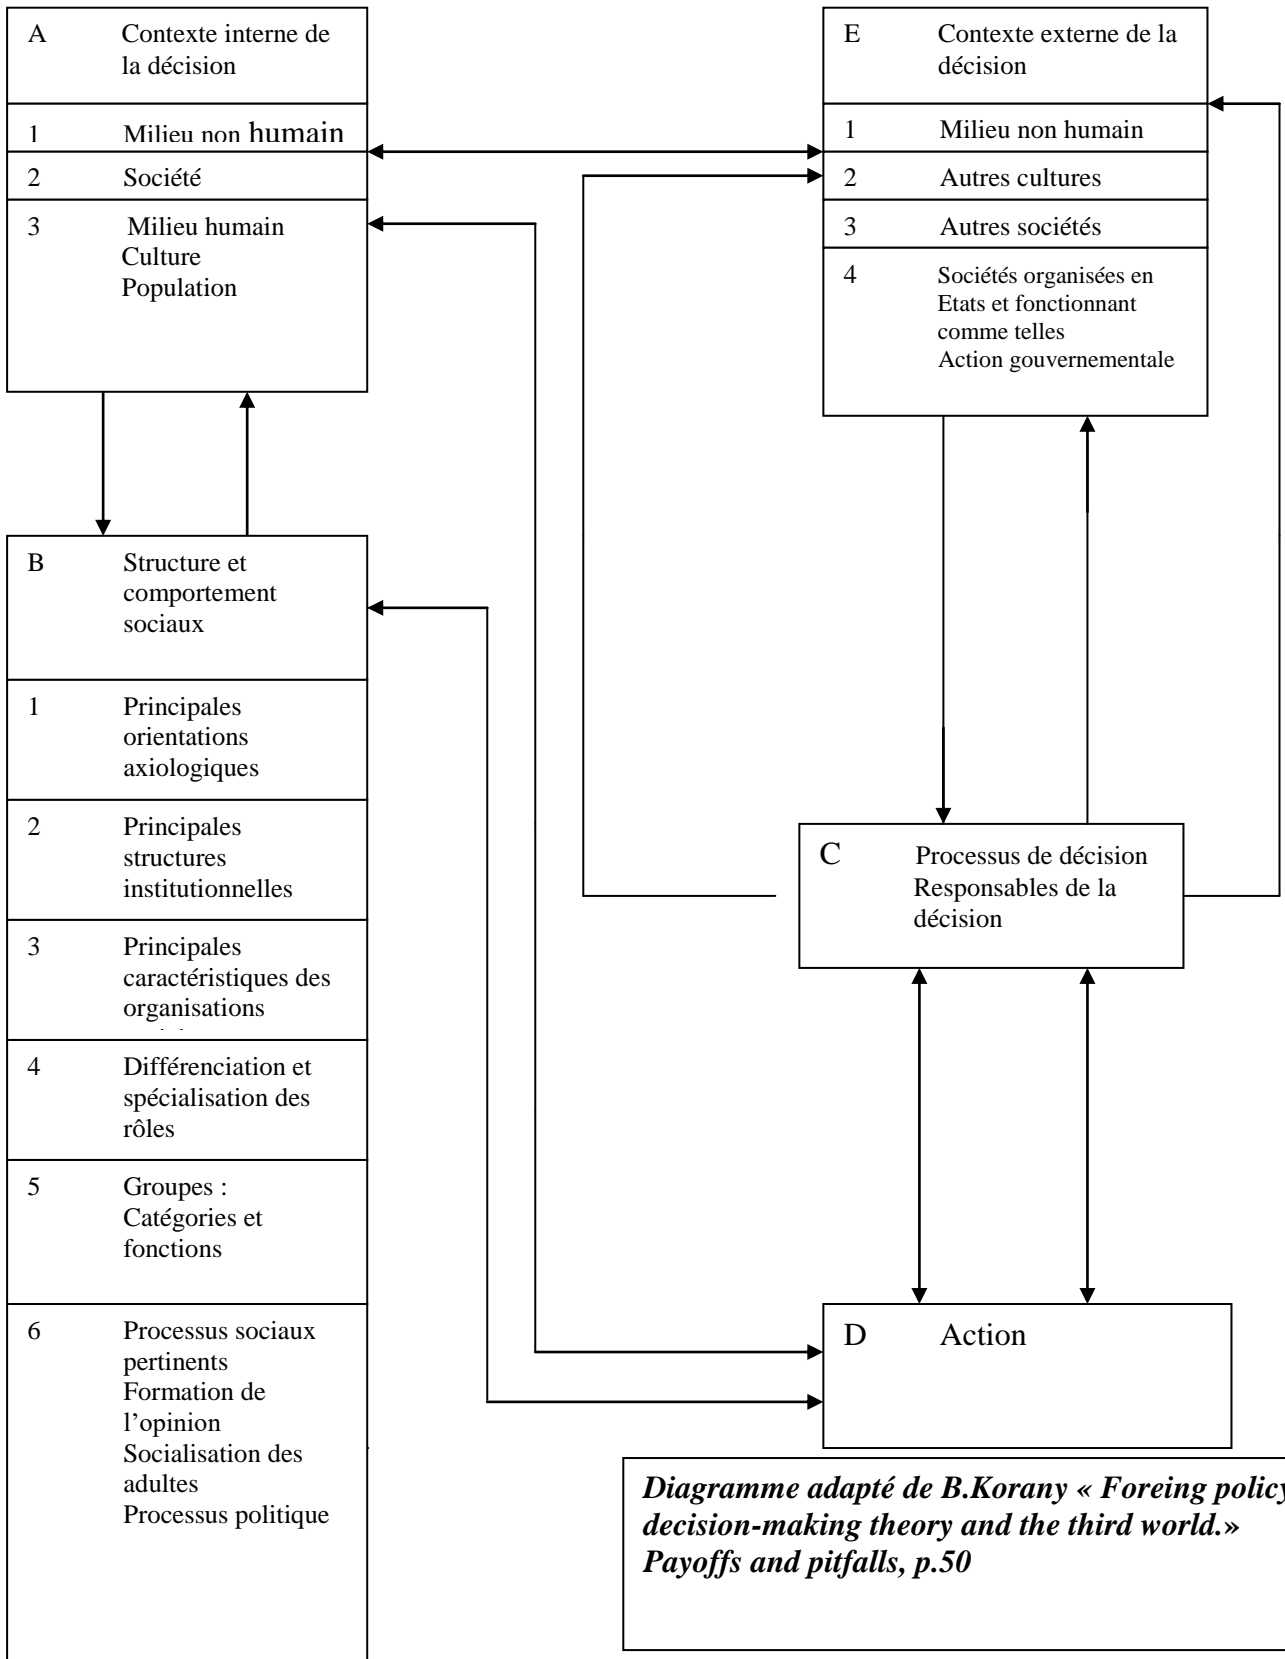 A Contexte interne de
la décision
1 Milieu non humain
2 Société
3 Milieu humain
Culture
Population
E Contexte externe de la
décision
1 Milieu non humain
2 Autres cultures
3 Autres sociétés
4 Sociétés organisées en
Etats et fonctionnant
comme telles
Action gouvernementale
B Structure et
comportement
sociaux
1 Principales
orientations
axiologiques
2 Principales
structures
institutionnelles
3 Principales
caractéristiques des
organisations
4 Différenciation et
spécialisation des
rôles
5 Groupes :
Catégories et
fonctions
6 Processus sociaux
pertinents
Formation de
l’opinion
Socialisation des
adultes
Processus politique
C Processus de décision
Responsables de la
décision
D Action
Diagramme adapté de B.Korany « Foreing policy
decision-making theory and the third world.»
Payoffs and pitfalls, p.50